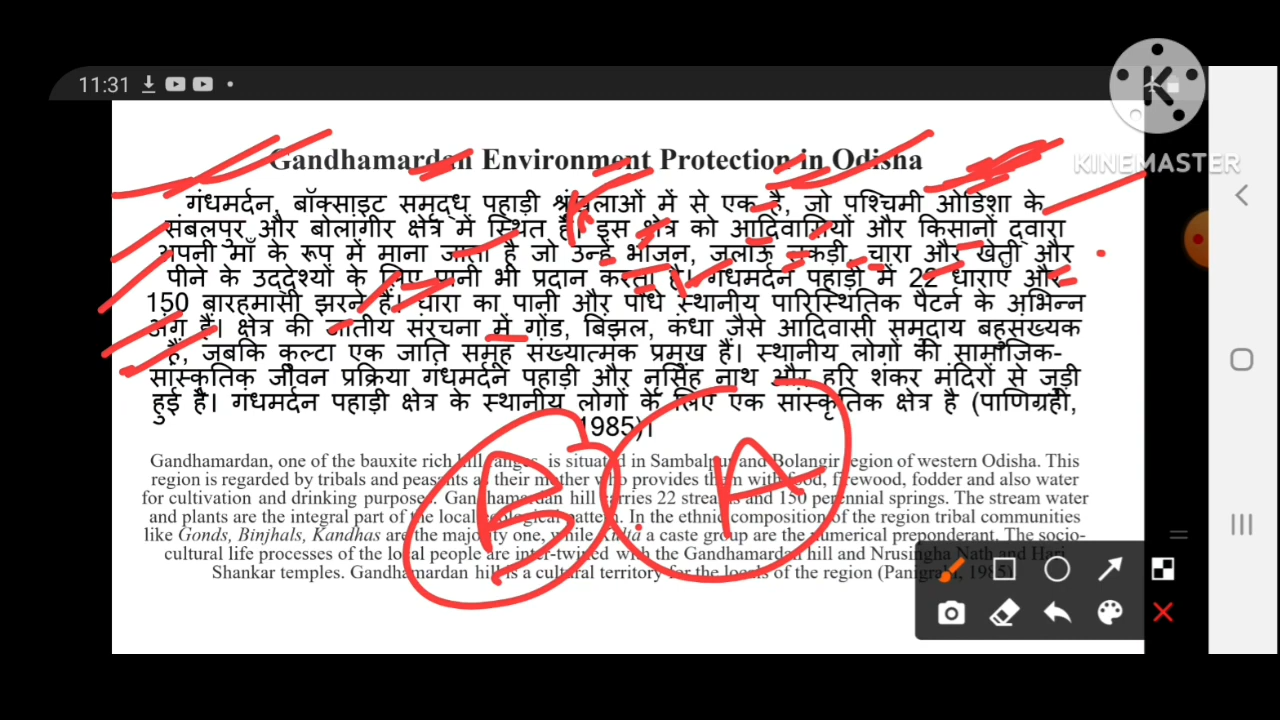 11:31
KINEMASTER
Gandhamardan Environment Protection in Odisha
गंधमर्दन, बॉक्साइट समृद्ध पहाड़ी श्रृंखलाओं में से एक है, जो पश्चिमी ओडिशा के
संबलपुर और बोलांगीर क्षेत्र में स्थित है। इस क्षेत्र को आदिवासियों और किसानों द्वारा
अपनी माँ के रूप में माना जाता है जो उन्हें भोजन, जलाऊ लकड़ी, चारा और खेती और
पीने के उद्देश्यों के लिए पानी भी प्रदान करती है। गंधमर्दन पहाड़ी में 22 धाराएं और
150 बारहमासी झरने हैं। धारा का पानी और पौधे स्थानीय पारिस्थितिक पैटर्न के अभिन्न
अंग हैं। क्षेत्र की जातीय संरचना में गोंड, बिंझल, कंधा जैसे आदिवासी समुदाय बहुसंख्यक
हैं, जबकि कुल्टा एक जाति समूह संख्यात्मक प्रमुख हैं। स्थानीय लोगों की सामाजिक-
सांस्कृतिक जीवन प्रक्रिया गंधमर्दन पहाड़ी और नृसिंह नाथ और हरि शंकर मंदिरों से जुड़ी
हुई है। गंधमर्दन पहाड़ी क्षेत्र के स्थानीय लोगों के लिए एक सांस्कृतिक क्षेत्र है (पाणिग्रही,
1985)।
B A
Gandhamardan, one of the bauxite rich hill ranges, is situated in Sambalpur and Bolangir region of western Odisha. This
region is regarded by tribals and peasants as their mother who provides them with food, firewood, fodder and also water
for cultivation and drinking purposes. Gandhamardan hill carries 22 streams and 150 perennial springs. The stream water
and plants are the integral part of the local ecological pattern. In the ethnic composition of the region tribal communities
like Gonds, Binjhals, Kandhas are the majority one, while Kulta a caste group are the numerical preponderant. The socio-
cultural life processes of the local people are inter-twined with the Gandhamardan hill and Nrusingha Nath and Hari
Shankar temples. Gandhamardan hill is a cultural territory for the locals of the region (Panigrahi, 1985).